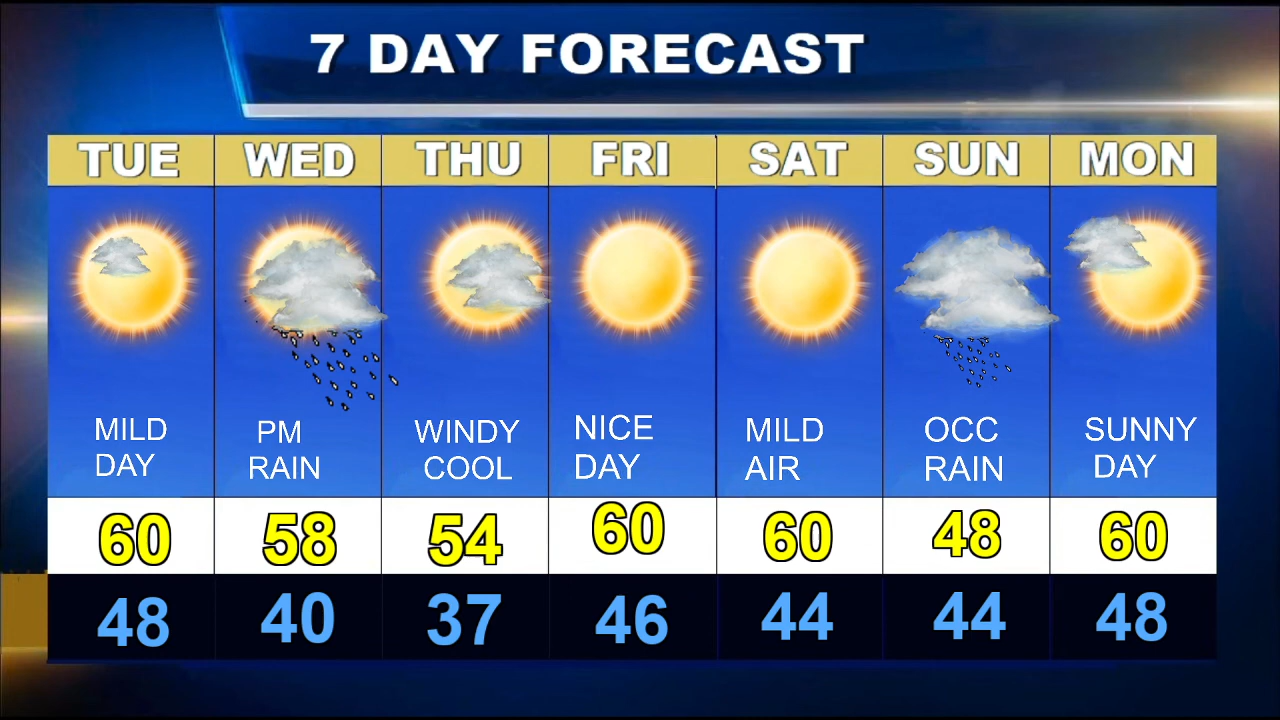 7 DAY FORECAST
TUE WED THU FRI SAT SUN MON
MILD PM WINDY NICE MILD OCC SUNNY
DAY RAIN COOL DAY AIR RAIN DAY
60 58 54 60 60 48 60
48 40 37 46 44 44 48